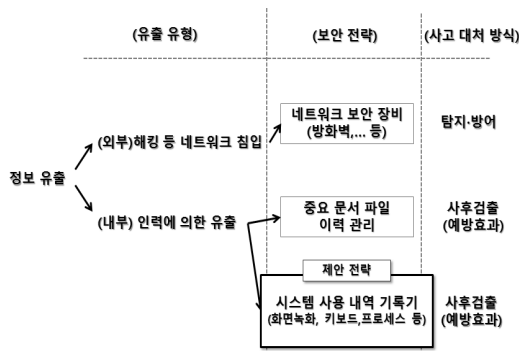 (유출 유형)
(보안 전략)
(사고 대처 방식)
네트워크 보안 장비
(방화벽,... 등)
탐지·방어
(외부)해킹 등 네트워크 침입
정보 유출
(내부) 인력에 의한 유출
중요 문서 파일
이력 관리
사후검출
(예방효과)
제안 전략
시스템 사용 내역 기록기
(화면녹화, 키보드,프로세스 등)
사후검출
(예방효과)